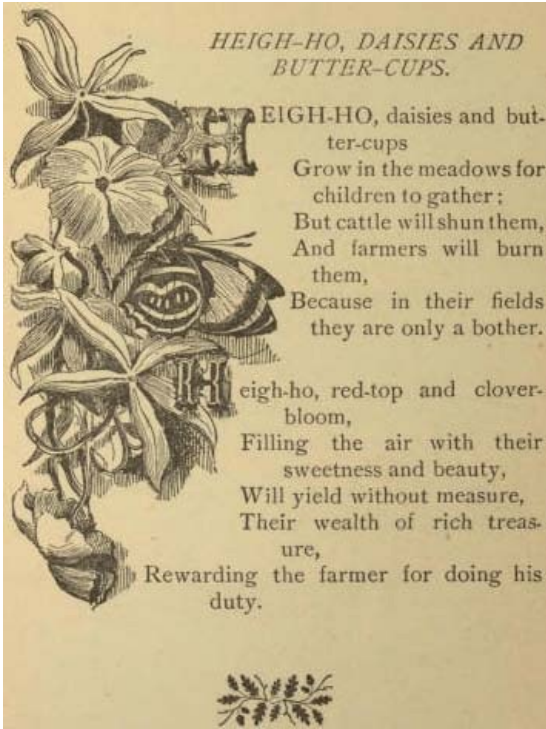 HEIGH-HO, DAISIES AND
BUTTER-CUPS.
HEIGH-HO, daisies and but-
ter-cups
Grow in the meadows for
children to gather;
But cattle will shun them,
And farmers will burn
them,
Because in their fields
they are only a bother.
Heigh-ho, red-top and clover-
bloom,
Filling the air with their
sweetness and beauty,
Will yield without measure,
Their wealth of rich treas-
ure,
Rewarding the farmer for doing his
duty.